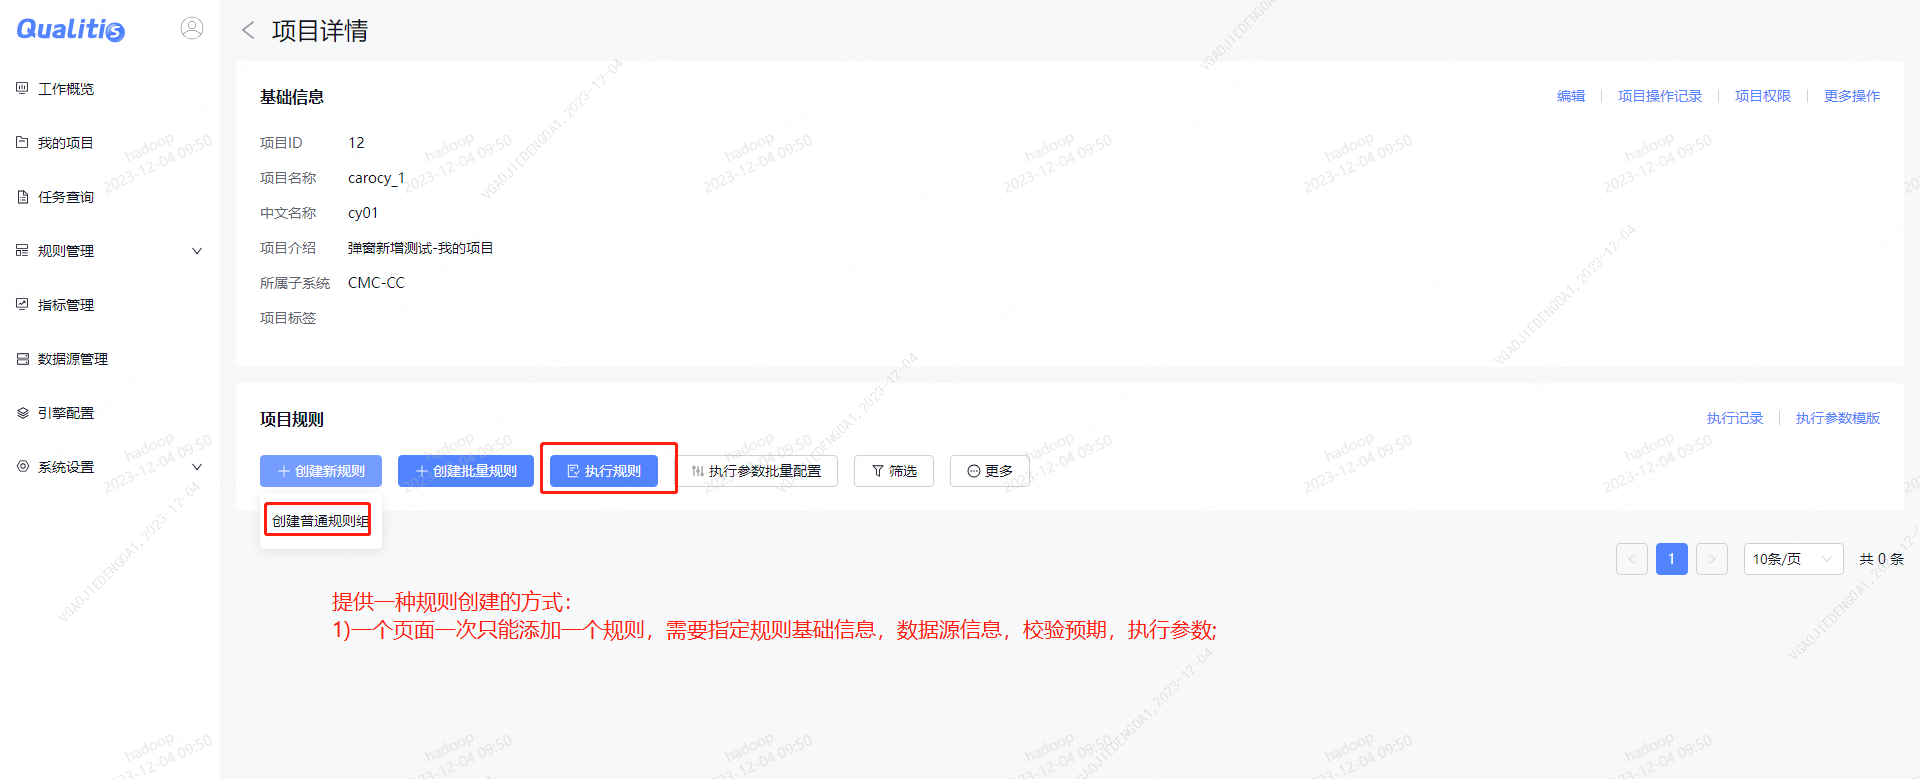 Qualitis
工作概览
我的项目
任务查询
规则管理
指标管理
数据源管理
引擎配置
系统设置
项目详情
基础信息
编辑
项目操作记录
项目权限
更多操作
项目ID 12
项目名称 carocy_1
中文名称 cy01
项目介绍 弹窗新增测试-我的项目
所属子系统 CMC-CC
项目标签
项目规则
执行记录
执行参数模版
创建新规则
创建批量规则
执行规则
执行参数批量配置
筛选
更多
创建普通规则组
1
10条/页
共 0 条
提供一种规则创建的方式：
1)一个页面一次只能添加一个规则，需要指定规则基础信息，数据源信息，校验预期，执行参数;
hadoop
2023-12-04 09:50
VGAOJIEDENGOA1,2023-12-04